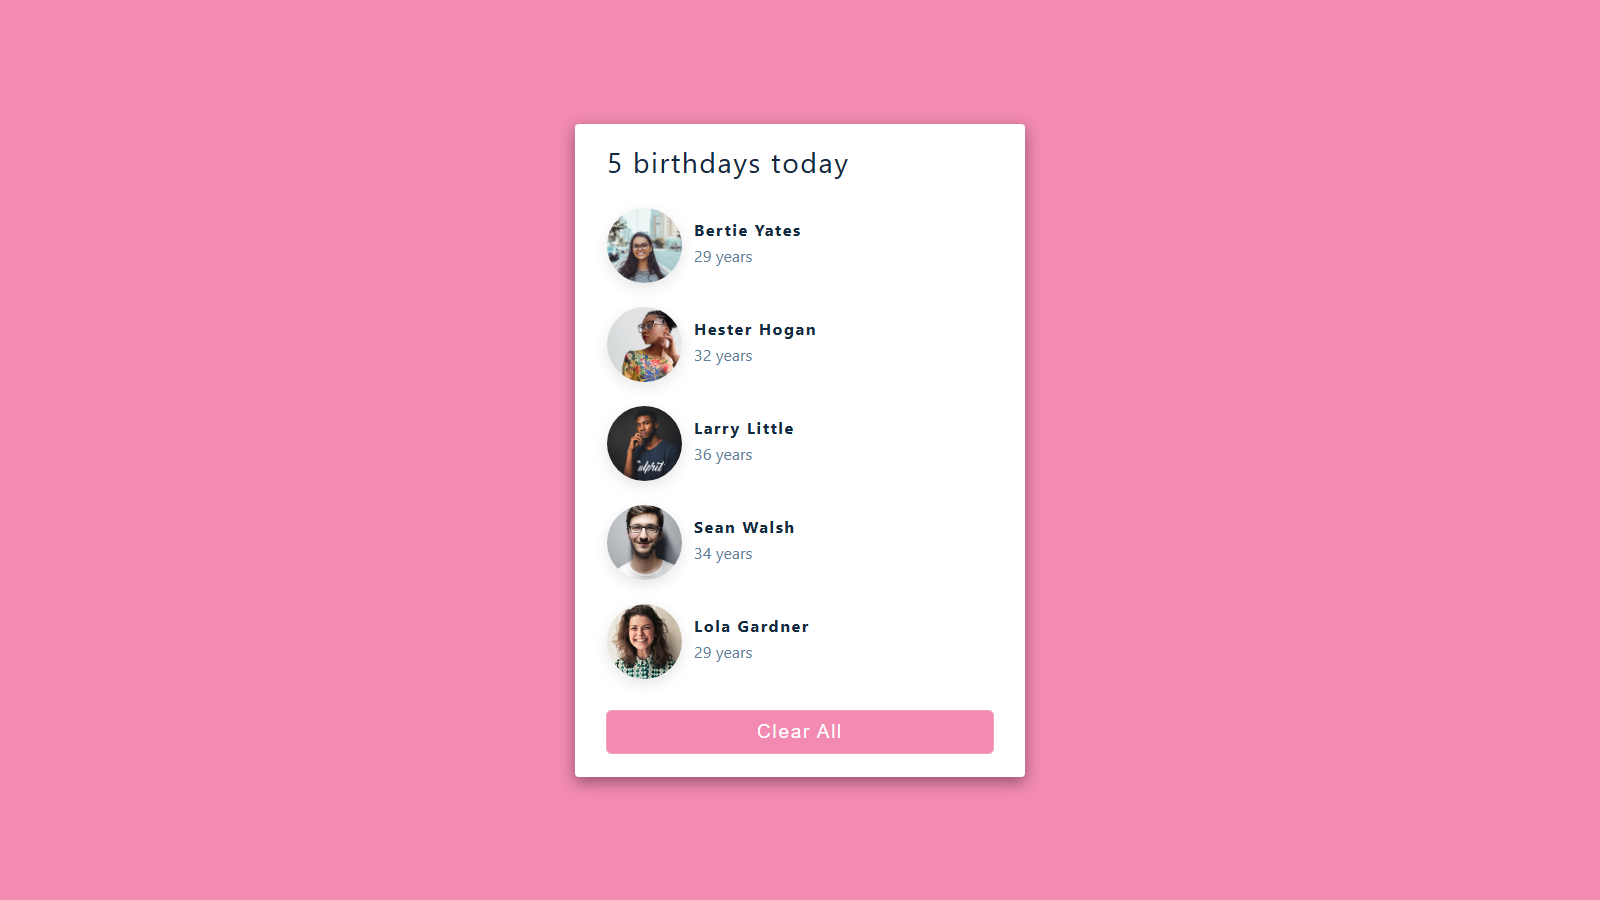 5 birthdays today
Bertie Yates
29 years
Hester Hogan
32 years
Larry Little
36 years
Sean Walsh
34 years
Lola Gardner
29 years
Clear All